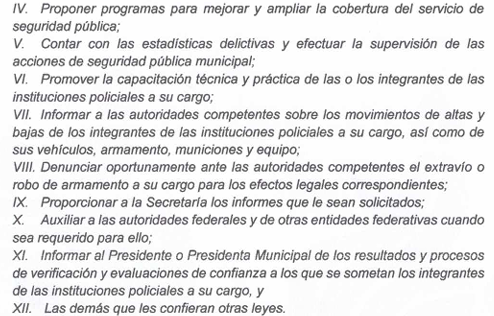 IV. Proponer programas para mejorar y ampliar la cobertura del servicio de
seguridad pública;
V. Contar con las estadísticas delictivas y efectuar la supervisión de las
acciones de seguridad pública municipal;
VI. Promover la capacitación técnica y práctica de las o los integrantes de las
instituciones policiales a su cargo;
VII. Informar a las autoridades competentes sobre los movimientos de altas y
bajas de los integrantes de las instituciones policiales a su cargo, así como de
sus vehículos, armamento, municiones y equipo;
VIII. Denunciar oportunamente ante las autoridades competentes el extravío o
robo de armamento a su cargo para los efectos legales correspondientes;
IX. Proporcionar a la Secretaría los informes que le sean solicitados;
X. Auxiliar a las autoridades federales y de otras entidades federativas cuando
sea requerido para ello;
XI. Informar al Presidente o Presidenta Municipal de los resultados y procesos
de verificación y evaluaciones de confianza a los que se sometan los integrantes
de las instituciones policiales a su cargo, y
XII. Las demás que les confieran otras leyes.